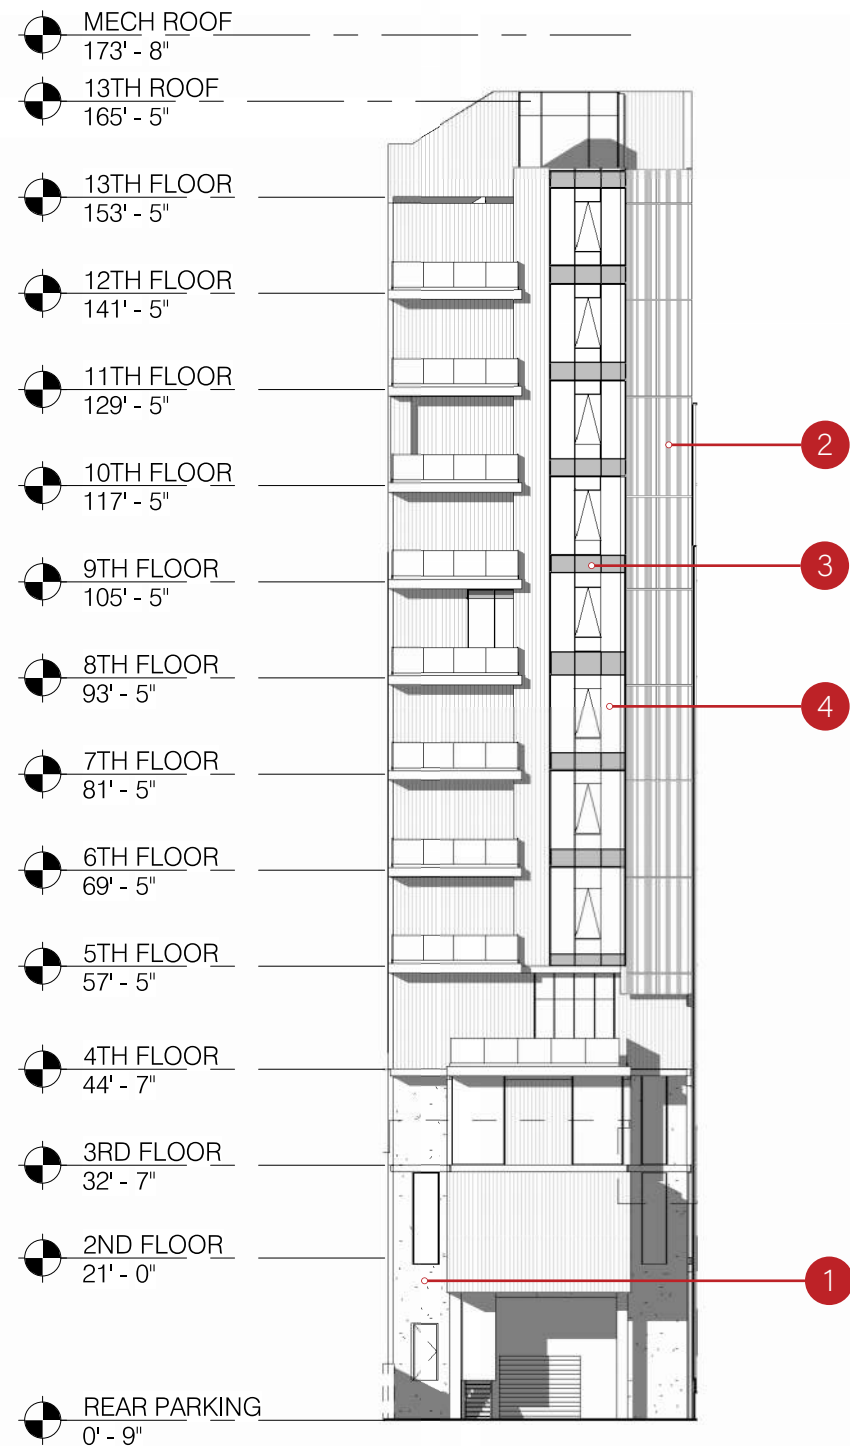 MECH ROOF
173' - 8"
13TH ROOF
165' - 5"
13TH FLOOR
153' - 5"
12TH FLOOR
141' - 5"
11TH FLOOR
129' - 5"
2
10TH FLOOR
117' - 5"
3
9TH FLOOR
105' - 5"
8TH FLOOR
93' - 5"
4
7TH FLOOR
81' - 5"
6TH FLOOR
69' - 5"
5TH FLOOR
57' - 5"
4TH FLOOR
44' - 7"
3RD FLOOR
32' - 7"
2ND FLOOR
21' - 0"
1
REAR PARKING
0' - 9"